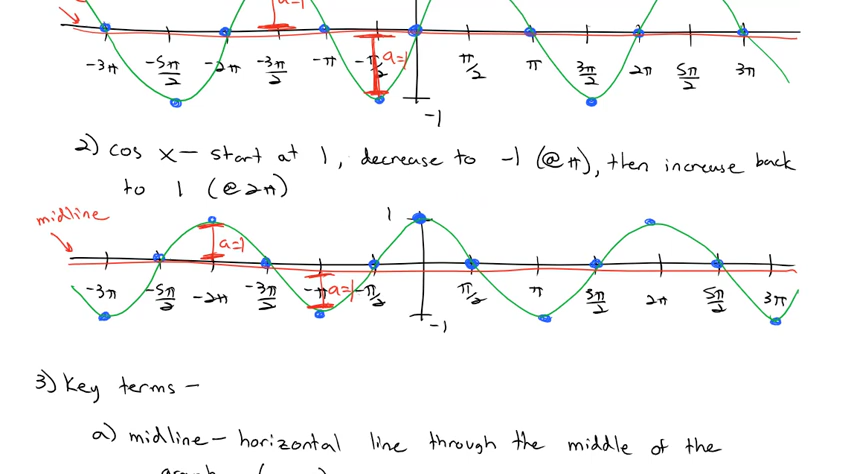 a=1
-3π -5π/2 -2π -3π/2 -π -π/2 a=1 π/2 π 3π/2 2π 5π/2 3π
-1
2) cos x — start at 1, decrease to -1 (@π), then increase back
to 1 (@2π)
midline
1
a=1
-3π -5π/2 -2π -3π/2 -π a=1 -π/2 π/2 π 3π/2 2π 5π/2 3π
-1
3) Key terms -
a) midline - horizontal line through the middle of the